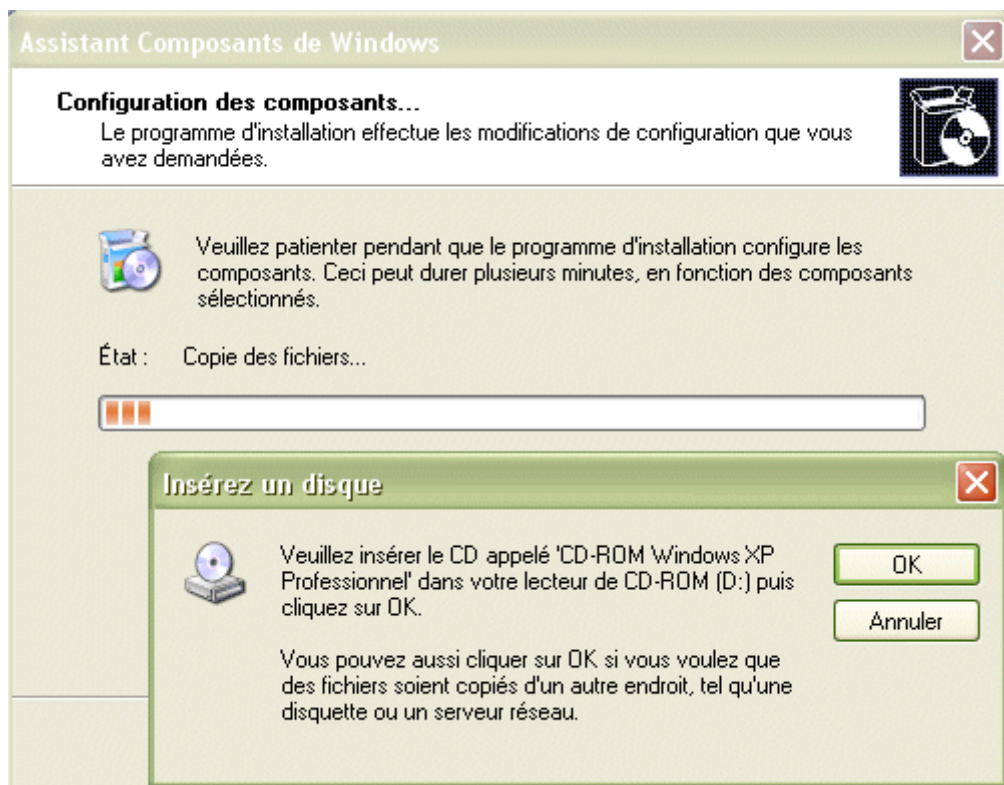 Assistant Composants de Windows
Configuration des composants...
Le programme d'installation effectue les modifications de configuration que vous
avez demandées.
Veuillez patienter pendant que le programme d'installation configure les
composants. Ceci peut durer plusieurs minutes, en fonction des composants
sélectionnés.
État : Copie des fichiers...
Insérez un disque
Veuillez insérer le CD appelé 'CD-ROM Windows XP
Professionnel' dans votre lecteur de CD-ROM (D:) puis
cliquez sur OK.
OK
Annuler
Vous pouvez aussi cliquer sur OK si vous voulez que
des fichiers soient copiés d'un autre endroit, tel qu'une
disquette ou un serveur réseau.